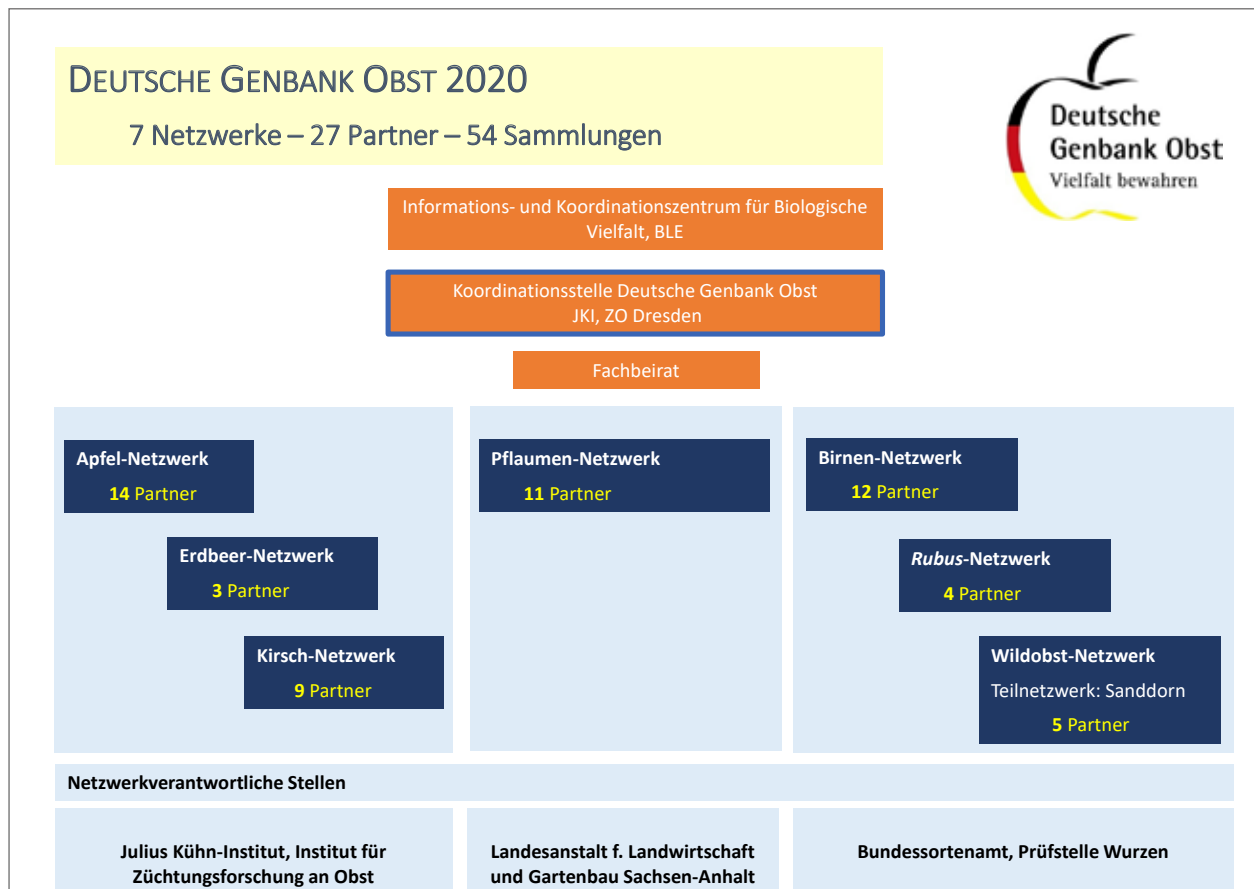 DEUTSCHE GENBANK OBST 2020
7 Netzwerke – 27 Partner – 54 Sammlungen
Deutsche
Genbank Obst
Vielfalt bewahren
Informations- und Koordinationszentrum für Biologische
Vielfalt, BLE
Koordinationsstelle Deutsche Genbank Obst
JKI, ZO Dresden
Fachbeirat
Apfel-Netzwerk
14 Partner
Erdbeer-Netzwerk
3 Partner
Kirsch-Netzwerk
9 Partner
Pflaumen-Netzwerk
11 Partner
Birnen-Netzwerk
12 Partner
Rubus-Netzwerk
4 Partner
Wildobst-Netzwerk
Teilnetzwerk: Sanddorn
5 Partner
Netzwerkverantwortliche Stellen
Julius Kühn-Institut, Institut für
Züchtungsforschung an Obst
Landesanstalt f. Landwirtschaft
und Gartenbau Sachsen-Anhalt
Bundessortenamt, Prüfstelle Wurzen